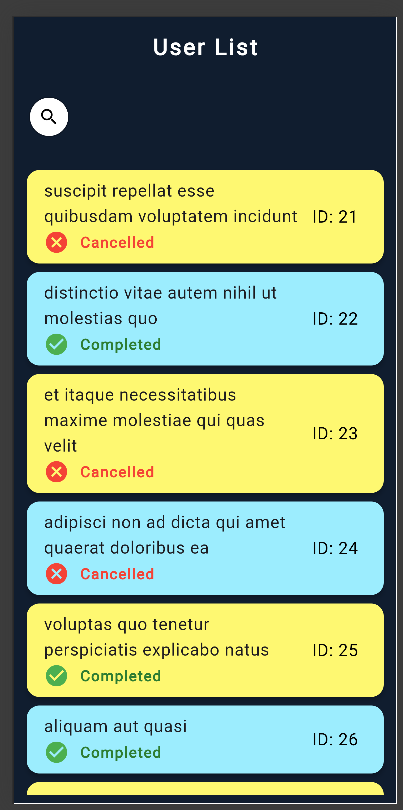 User List
suscipit repellat esse
quibusdam voluptatem incidunt
ID: 21
Cancelled
distinctio vitae autem nihil ut
molestias quo
ID: 22
Completed
et itaque necessitatibus
maxime molestiae qui quas
velit
ID: 23
Cancelled
adipisci non ad dicta qui amet
quaerat doloribus ea
ID: 24
Cancelled
voluptas quo tenetur
perspiciatis explicabo natus
ID: 25
Completed
aliquam aut quasi
ID: 26
Completed